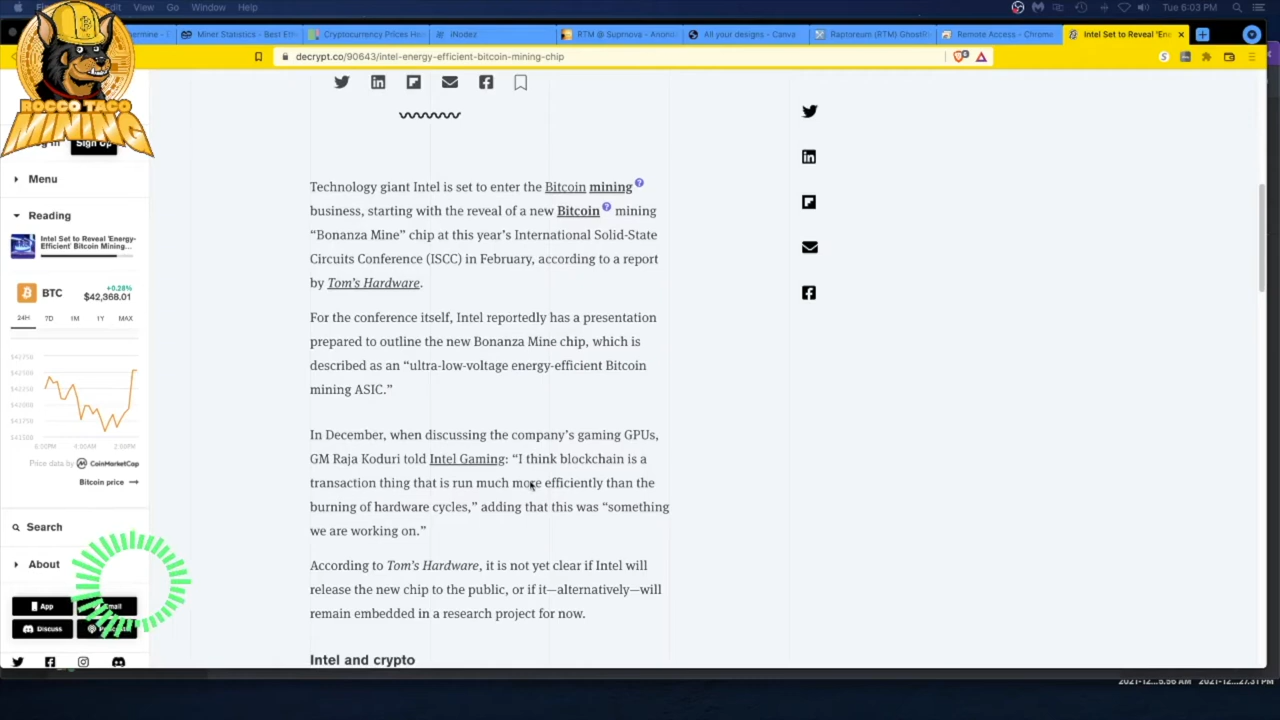 Edit View Go Window Help
Tue 6:03 PM
Miner Statistics - Best Eth
Cryptocurrency Prices He
iNodez
RTM @ Suprnova - Anon
All your designs - Canva
Raptoreum (RTM) GhostR
Remote Access - Chrome
Intel Set to Reveal 'Ene
decrypt.co/90643/intel-energy-efficient-bitcoin-mining-chip
ROCCO TACO
MINING
Sign Up
Menu
Reading
Intel Set to Reveal 'Energy-
Efficient' Bitcoin Mining...
BTC
+0.28%
$42,368.01
24H 7D 1M 1Y MAX
$42750
$42500
$42250
$42000
$41750
$41500
6:00PM 4:00AM 2:00PM
Price data by CoinMarketCap
Bitcoin price →
Search
About
App
Discuss
Technology giant Intel is set to enter the Bitcoin mining ?
business, starting with the reveal of a new Bitcoin ? mining
“Bonanza Mine” chip at this year’s International Solid-State
Circuits Conference (ISCC) in February, according to a report
by Tom’s Hardware.
For the conference itself, Intel reportedly has a presentation
prepared to outline the new Bonanza Mine chip, which is
described as an “ultra-low-voltage energy-efficient Bitcoin
mining ASIC.”
In December, when discussing the company’s gaming GPUs,
GM Raja Koduri told Intel Gaming: “I think blockchain is a
transaction thing that is run much more efficiently than the
burning of hardware cycles,” adding that this was “something
we are working on.”
According to Tom’s Hardware, it is not yet clear if Intel will
release the new chip to the public, or if it—alternatively—will
remain embedded in a research project for now.
Intel and crypto